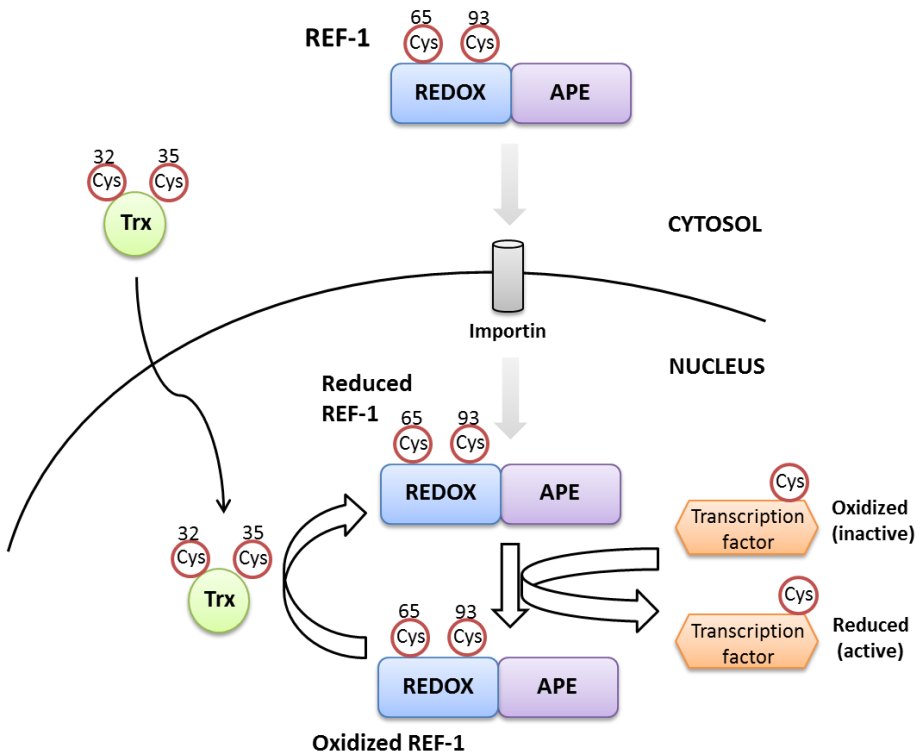 REF-1
65
93
Cys
Cys
REDOX
APE
32
35
Cys
Cys
Trx
CYTOSOL
Importin
NUCLEUS
Reduced
REF-1
65
93
Cys
Cys
REDOX
APE
Cys
Transcription
factor
Oxidized
(inactive)
32
35
Cys
Cys
Trx
65
93
Cys
Cys
REDOX
APE
Cys
Transcription
factor
Reduced
(active)
Oxidized REF-1